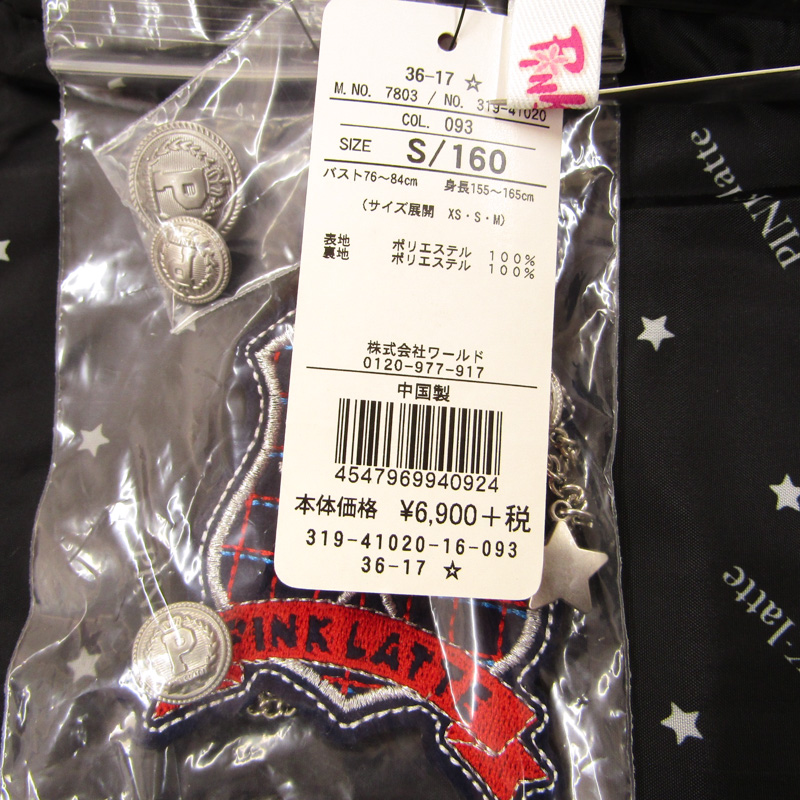 PINK
36-17 ☆
M.NO. 7803 / NO. 319-41020
COL. 093
SIZE S/160
バスト76～84cm 身長155～165cm
（サイズ展開 XS・S・M）
表地 ポリエステル 100%
裏地 ポリエステル 100%
株式会社ワールド
0120-977-917
中国製
4547969940924
本体価格 ¥6,900+税
319-41020-16-093
36-17 ☆
P
P
P
PINK LATTE
PINK latte
latte